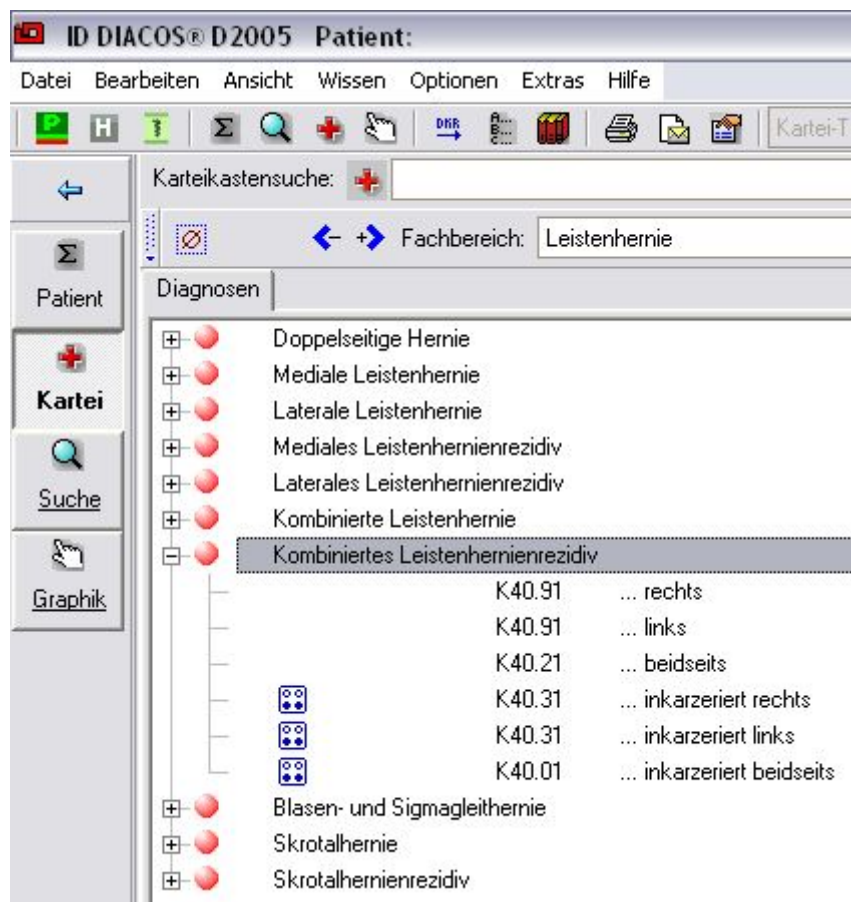 ID DIACOS® D2005 Patient:
Datei Bearbeiten Ansicht Wissen Optionen Extras Hilfe
P H Σ DKR A... B... C... Kartei-T
Karteikastensuche:
Fachbereich: Leistenhernie
Σ
Patient
Kartei
Suche
Graphik
Diagnosen
Doppelseitige Hernie
Mediale Leistenhernie
Laterale Leistenhernie
Mediales Leistenhernienrezidiv
Laterales Leistenhernienrezidiv
Kombinierte Leistenhernie
Kombiniertes Leistenhernienrezidiv
K40.91 ... rechts
K40.91 ... links
K40.21 ... beidseits
K40.31 ... inkarzeriert rechts
K40.31 ... inkarzeriert links
K40.01 ... inkarzeriert beidseits
Blasen- und Sigmagleithernie
Skrotalhernie
Skrotalhernienrezidiv